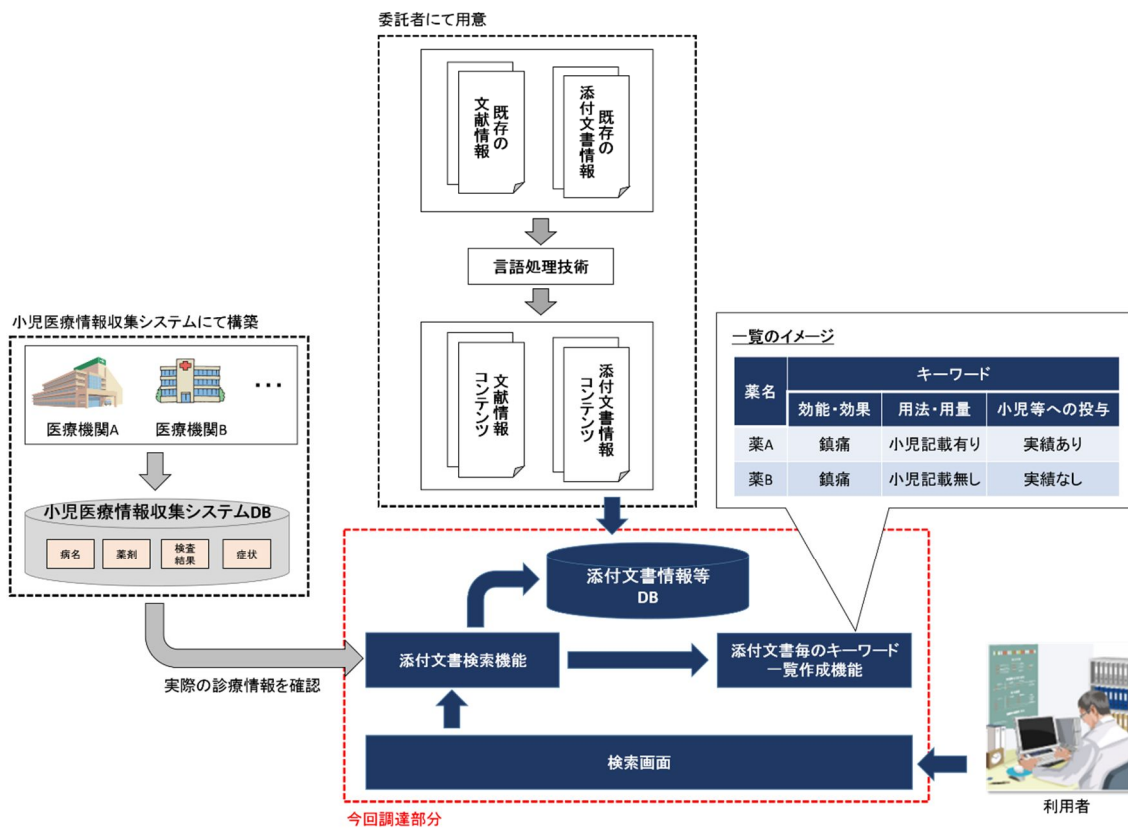 委託者にて用意
既存の
文献情報
既存の
添付文書情報
言語処理技術
文献情報
コンテンツ
添付文書情報
コンテンツ
小児医療情報収集システムにて構築
医療機関A
医療機関B
…
小児医療情報収集システムDB
病名
薬剤
検査
結果
症状
実際の診療情報を確認
一覧のイメージ
薬名
キーワード
効能・効果 用法・用量 小児等への投与
薬A 鎮痛 小児記載有り 実績あり
薬B 鎮痛 小児記載無し 実績なし
添付文書情報等
DB
添付文書検索機能
添付文書毎のキーワード
一覧作成機能
検索画面
今回調達部分
利用者